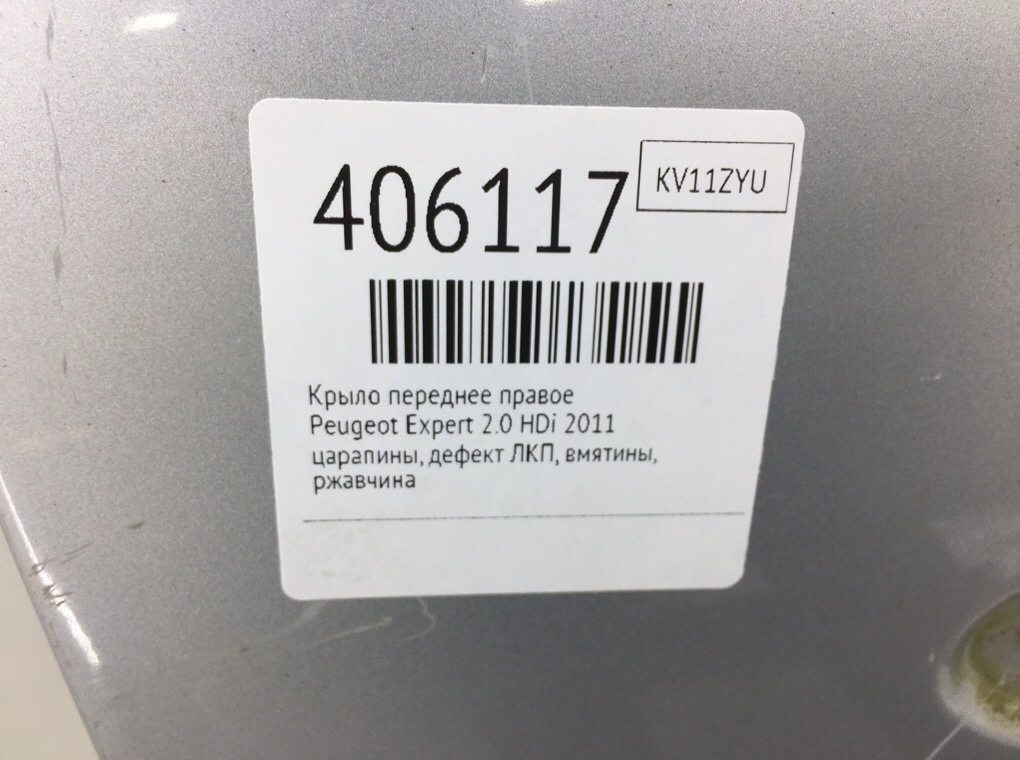 406117
KV11ZYU
Крыло переднее правое
Peugeot Expert 2.0 HDi 2011
царапины, дефект ЛКП, вмятины,
ржавчина